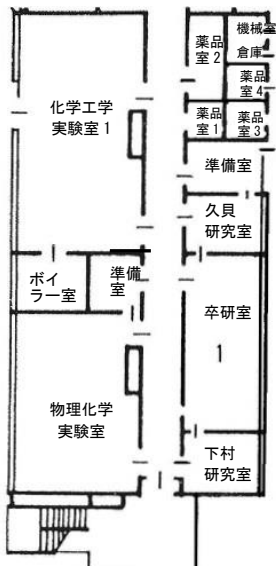 機械室
倉庫
薬品
室2
薬品
室4
薬品
室1
薬品
室3
化学工学
実験室1
準備室
久貝
研究室
ボイ
ラー室
準備
室
卒研室
1
物理化学
実験室
下村
研究室